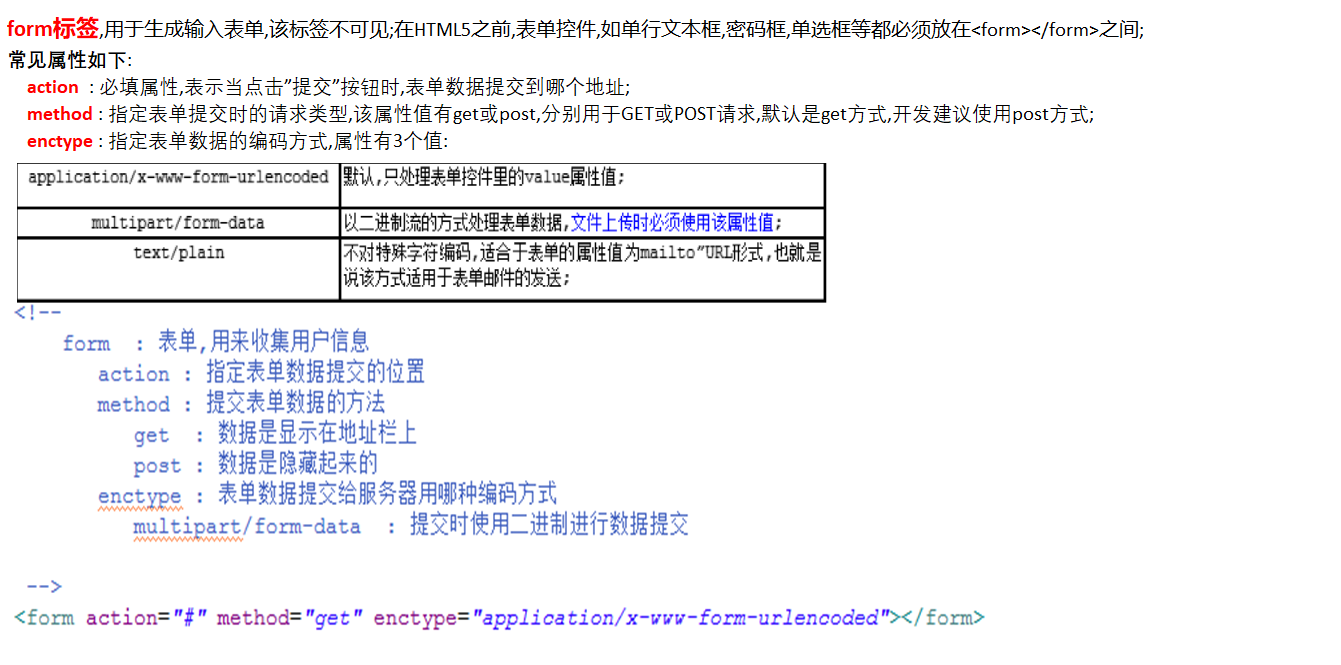 form标签,用于生成输入表单,该标签不可见;在HTML5之前,表单控件,如单行文本框,密码框,单选框等都必须放在<form></form>之间;
常见属性如下:
action : 必填属性,表示当点击”提交”按钮时,表单数据提交到哪个地址;
method : 指定表单提交时的请求类型,该属性值有get或post,分别用于GET或POST请求,默认是get方式,开发建议使用post方式;
enctype : 指定表单数据的编码方式,属性有3个值:
application/x-www-form-urlencoded 默认,只处理表单控件里的value属性值;
multipart/form-data 以二进制流的方式处理表单数据,文件上传时必须使用该属性值;
text/plain 不对特殊字符编码,适合于表单的属性值为mailto”URL形式,也就是
说该方式适用于表单邮件的发送;
<!--
form : 表单,用来收集用户信息
action : 指定表单数据提交的位置
method : 提交表单数据的方法
get : 数据是显示在地址栏上
post : 数据是隐藏起来的
enctype : 表单数据提交给服务器用哪种编码方式
multipart/form-data : 提交时使用二进制进行数据提交
-->
<form action="#" method="get" enctype="application/x-www-form-urlencoded"></form>